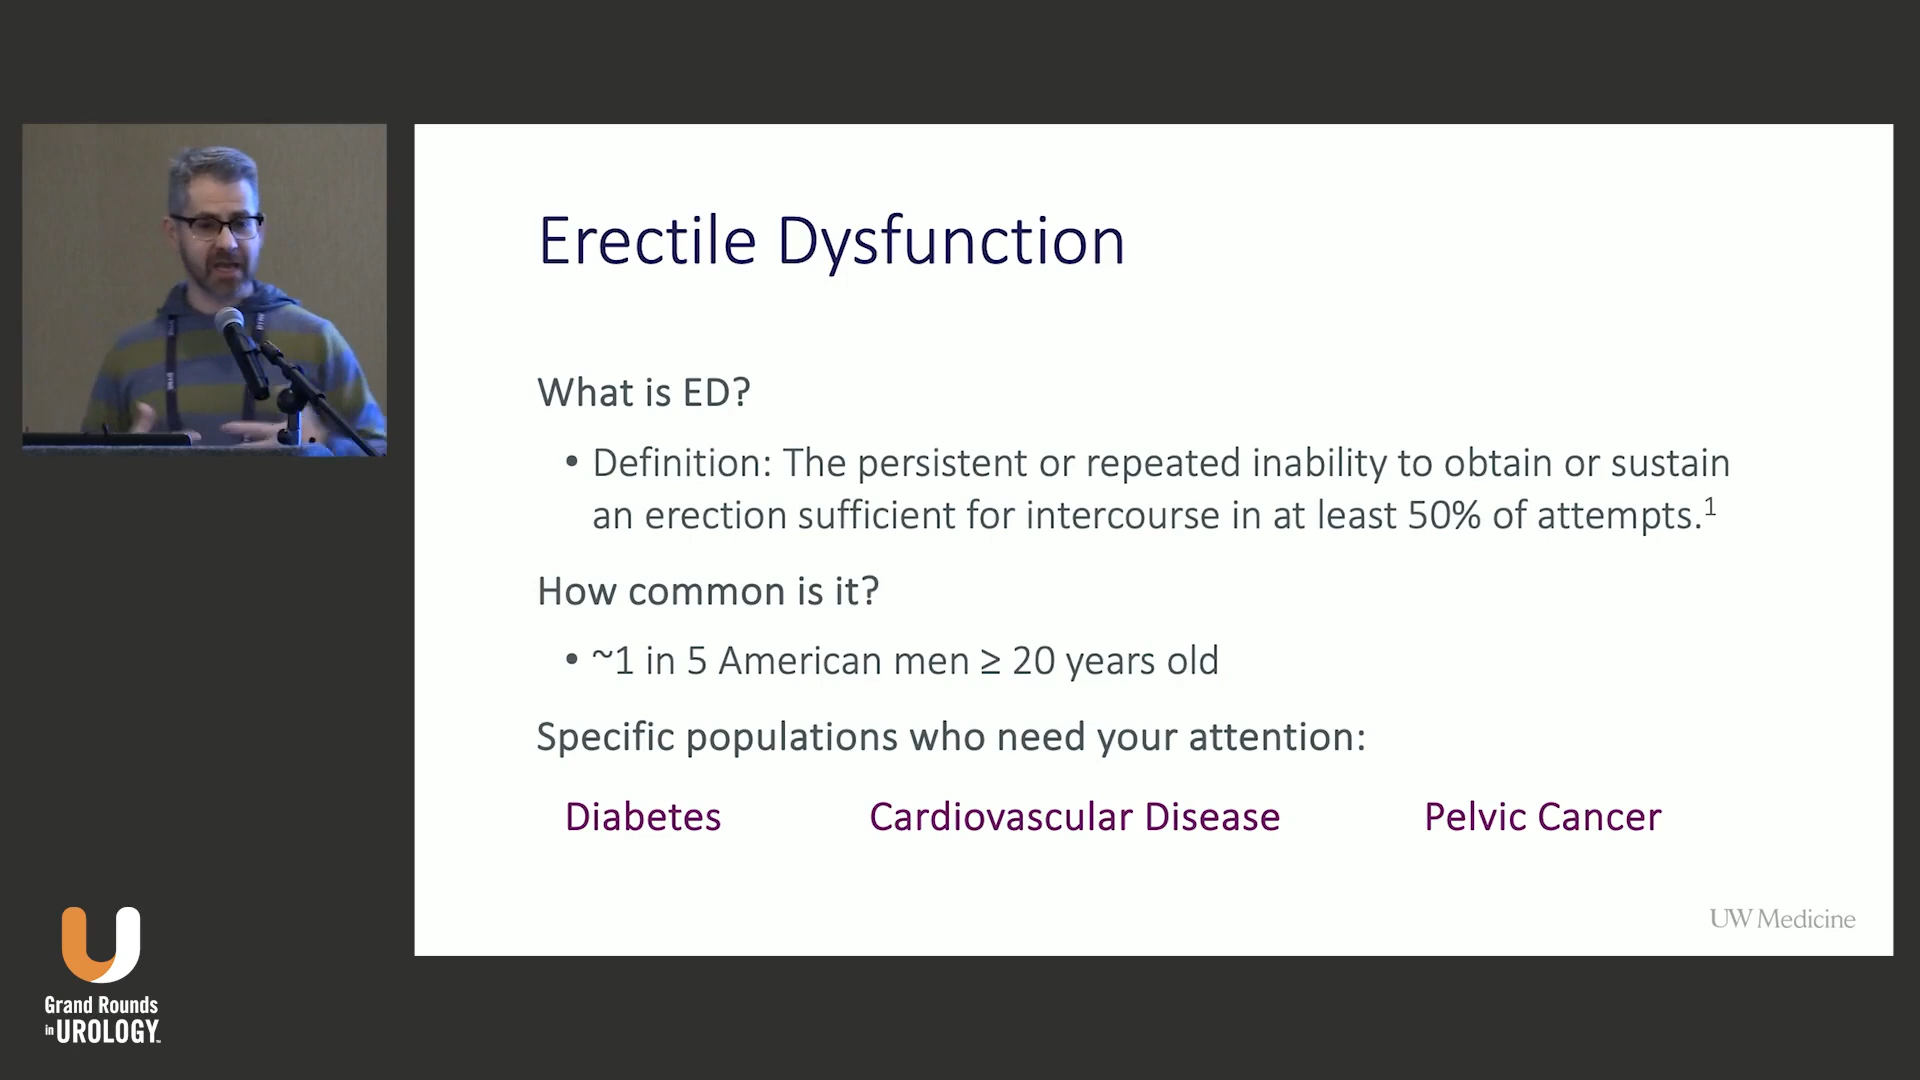 Erectile Dysfunction
What is ED?
• Definition: The persistent or repeated inability to obtain or sustain
an erection sufficient for intercourse in at least 50% of attempts.¹
How common is it?
• ~1 in 5 American men ≥ 20 years old
Specific populations who need your attention:
Diabetes Cardiovascular Disease Pelvic Cancer
UW Medicine
U
Grand Rounds
in UROLOGY™